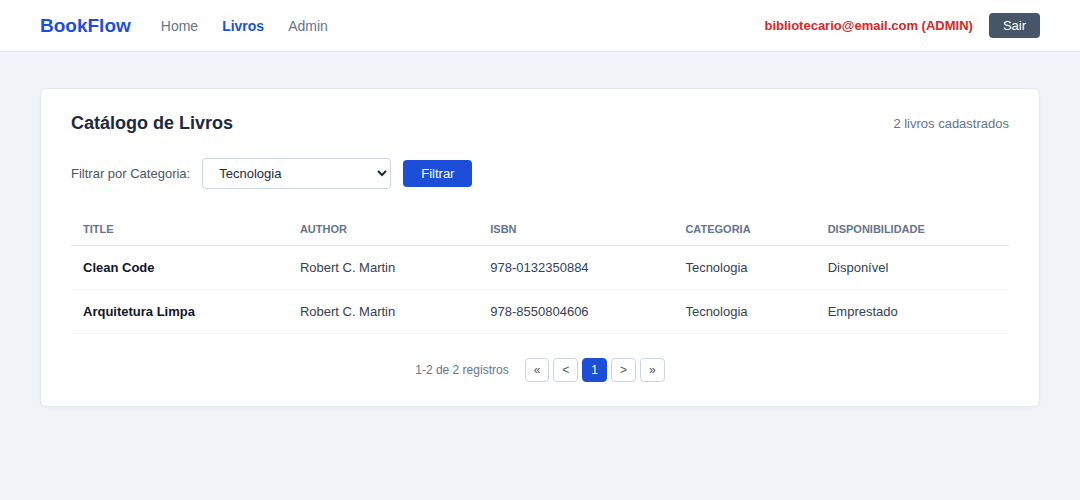 BookFlow Home Livros Admin bibliotecario@email.com (ADMIN) Sair
Catálogo de Livros 2 livros cadastrados
Filtrar por Categoria: Tecnologia Filtrar
TITLE AUTHOR ISBN CATEGORIA DISPONIBILIDADE
Clean Code Robert C. Martin 978-0132350884 Tecnologia Disponível
Arquitetura Limpa Robert C. Martin 978-8550804606 Tecnologia Emprestado
1-2 de 2 registros « < 1 > »